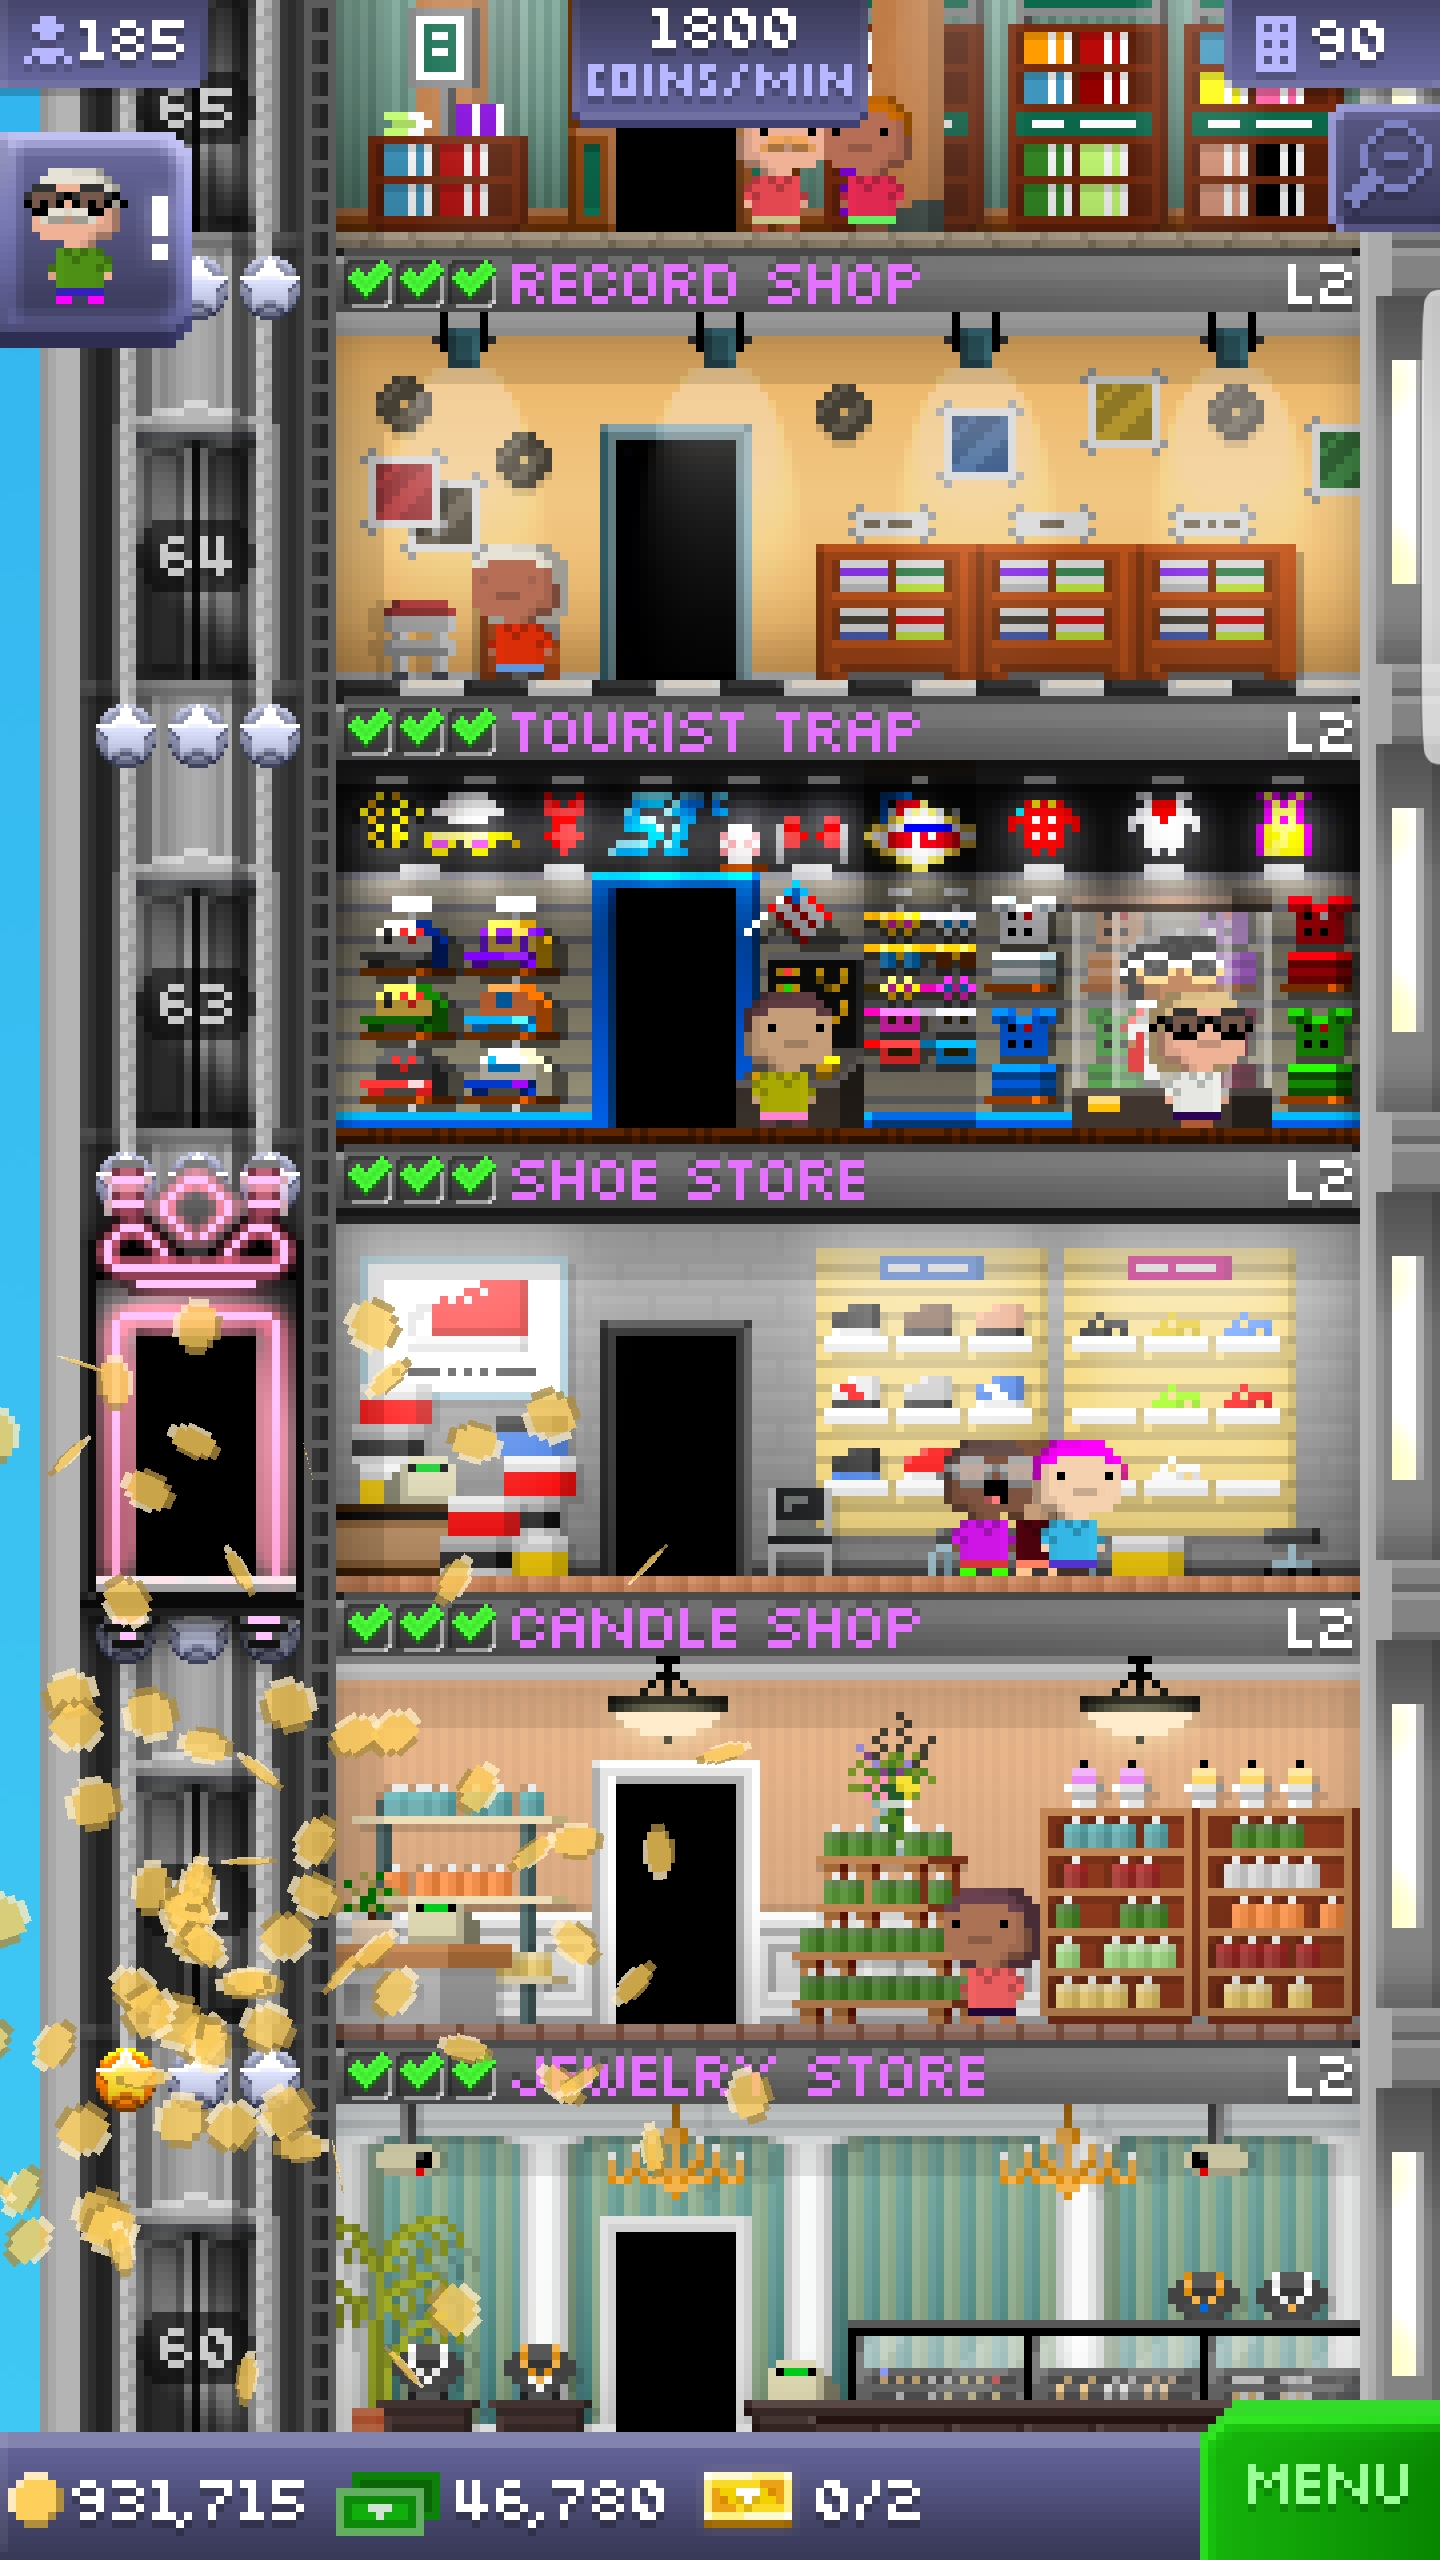 185
1800
COINS/MIN
90
65
!
RECORD SHOP L2
64
TOURIST TRAP L2
63
SHOE STORE L2
CANDLE SHOP L2
JEWELRY STORE L2
60
931,715 46,780 0/2
MENU